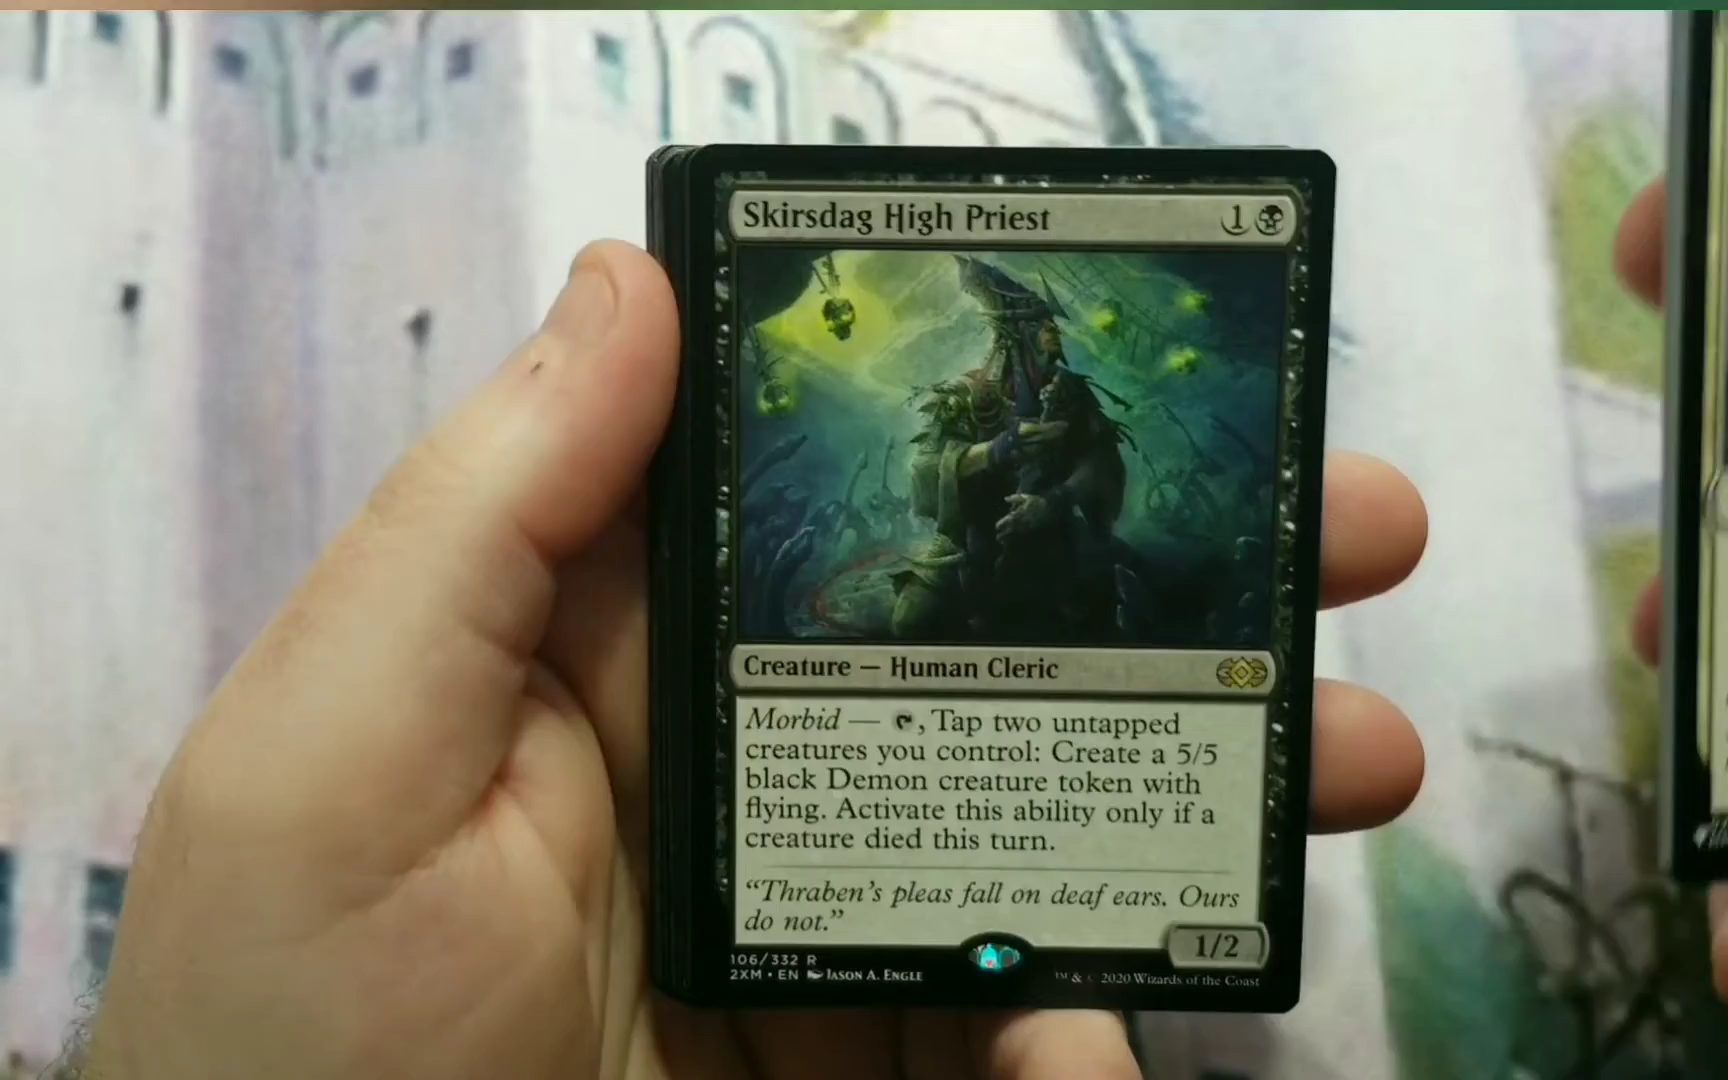 Skirsdag High Priest 1
Creature — Human Cleric
Morbid — , Tap two untapped
creatures you control: Create a 5/5
black Demon creature token with
flying. Activate this ability only if a
creature died this turn.
“Thraben’s pleas fall on deaf ears. Ours
do not.”
1/2
106/332 R
2XM • EN Jason A. Engle
™ & © 2020 Wizards of the Coast